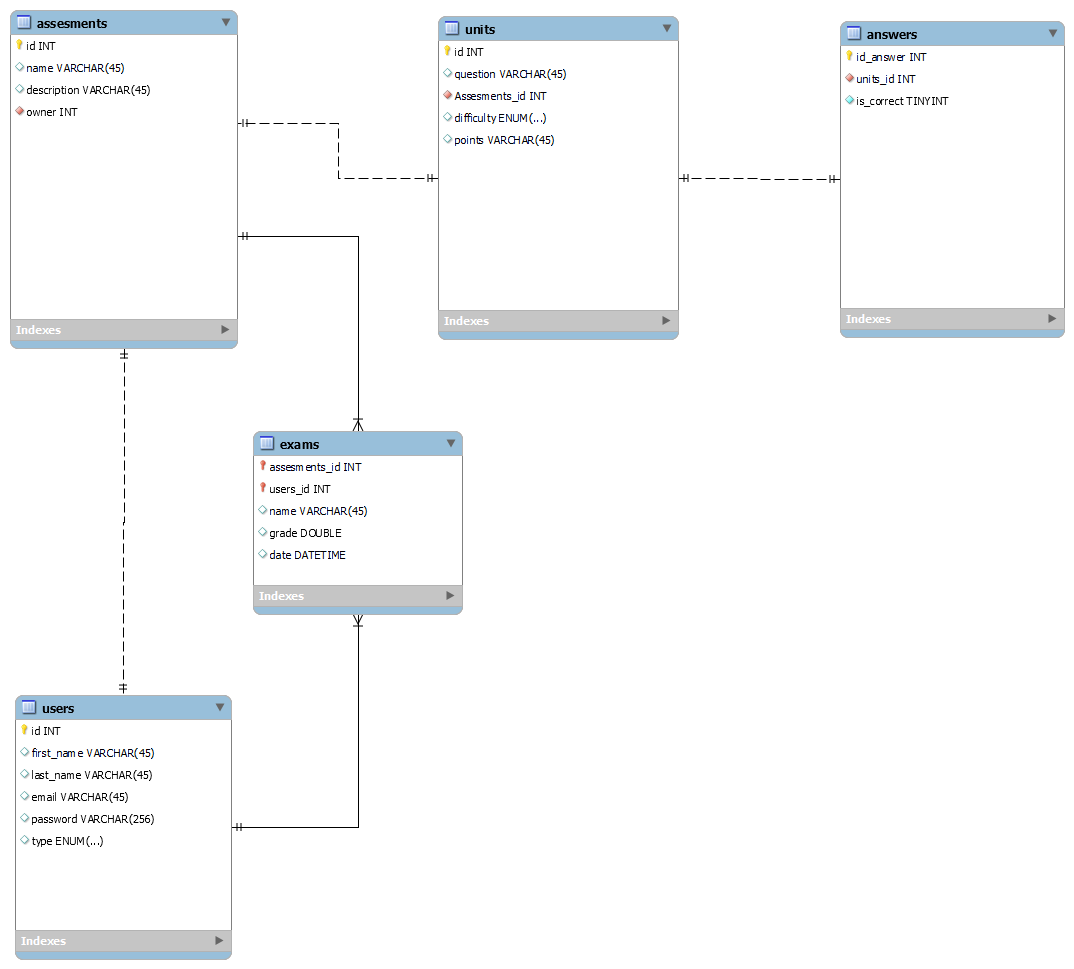 assesments
id INT
name VARCHAR(45)
description VARCHAR(45)
owner INT
Indexes
units
id INT
question VARCHAR(45)
Assesments_id INT
difficulty ENUM(...)
points VARCHAR(45)
Indexes
answers
id_answer INT
units_id INT
is_correct TINYINT
Indexes
exams
assesments_id INT
users_id INT
name VARCHAR(45)
grade DOUBLE
date DATETIME
Indexes
users
id INT
first_name VARCHAR(45)
last_name VARCHAR(45)
email VARCHAR(45)
password VARCHAR(256)
type ENUM(...)
Indexes